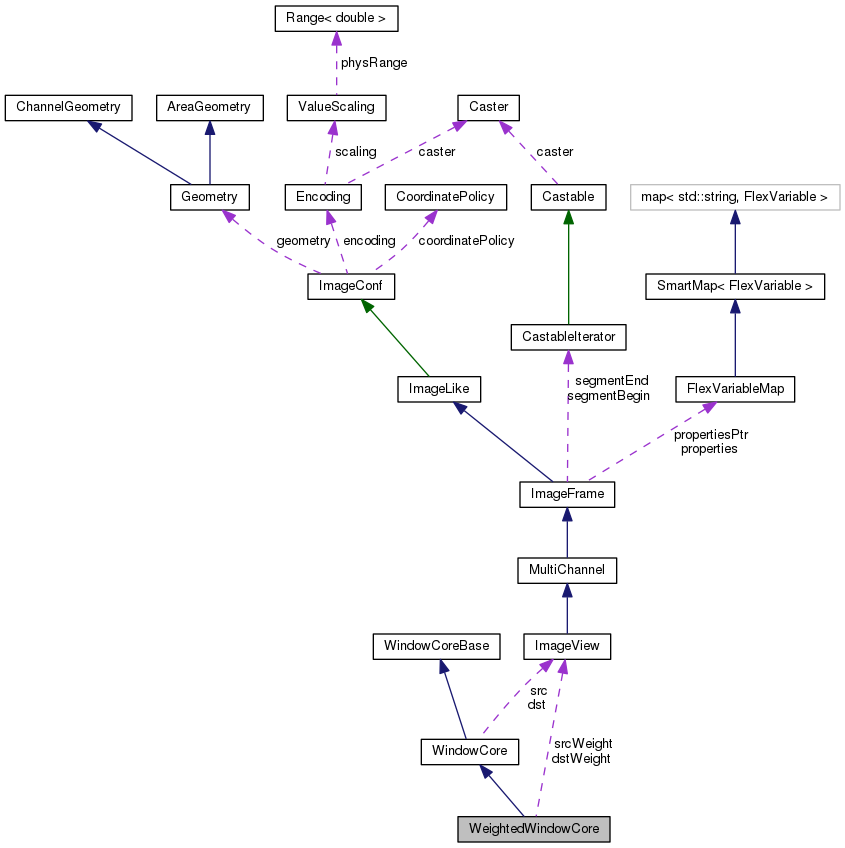 Range< double >
physRange
ChannelGeometry
AreaGeometry
ValueScaling
Caster
scaling
caster
caster
Geometry
Encoding
CoordinatePolicy
Castable
map< std::string, FlexVariable >
geometry
encoding
coordinatePolicy
ImageConf
SmartMap< FlexVariable >
CastableIterator
segmentEnd
segmentBegin
ImageLike
FlexVariableMap
propertiesPtr
properties
ImageFrame
MultiChannel
WindowCoreBase
ImageView
src
dst
srcWeight
dstWeight
WindowCore
WeightedWindowCore